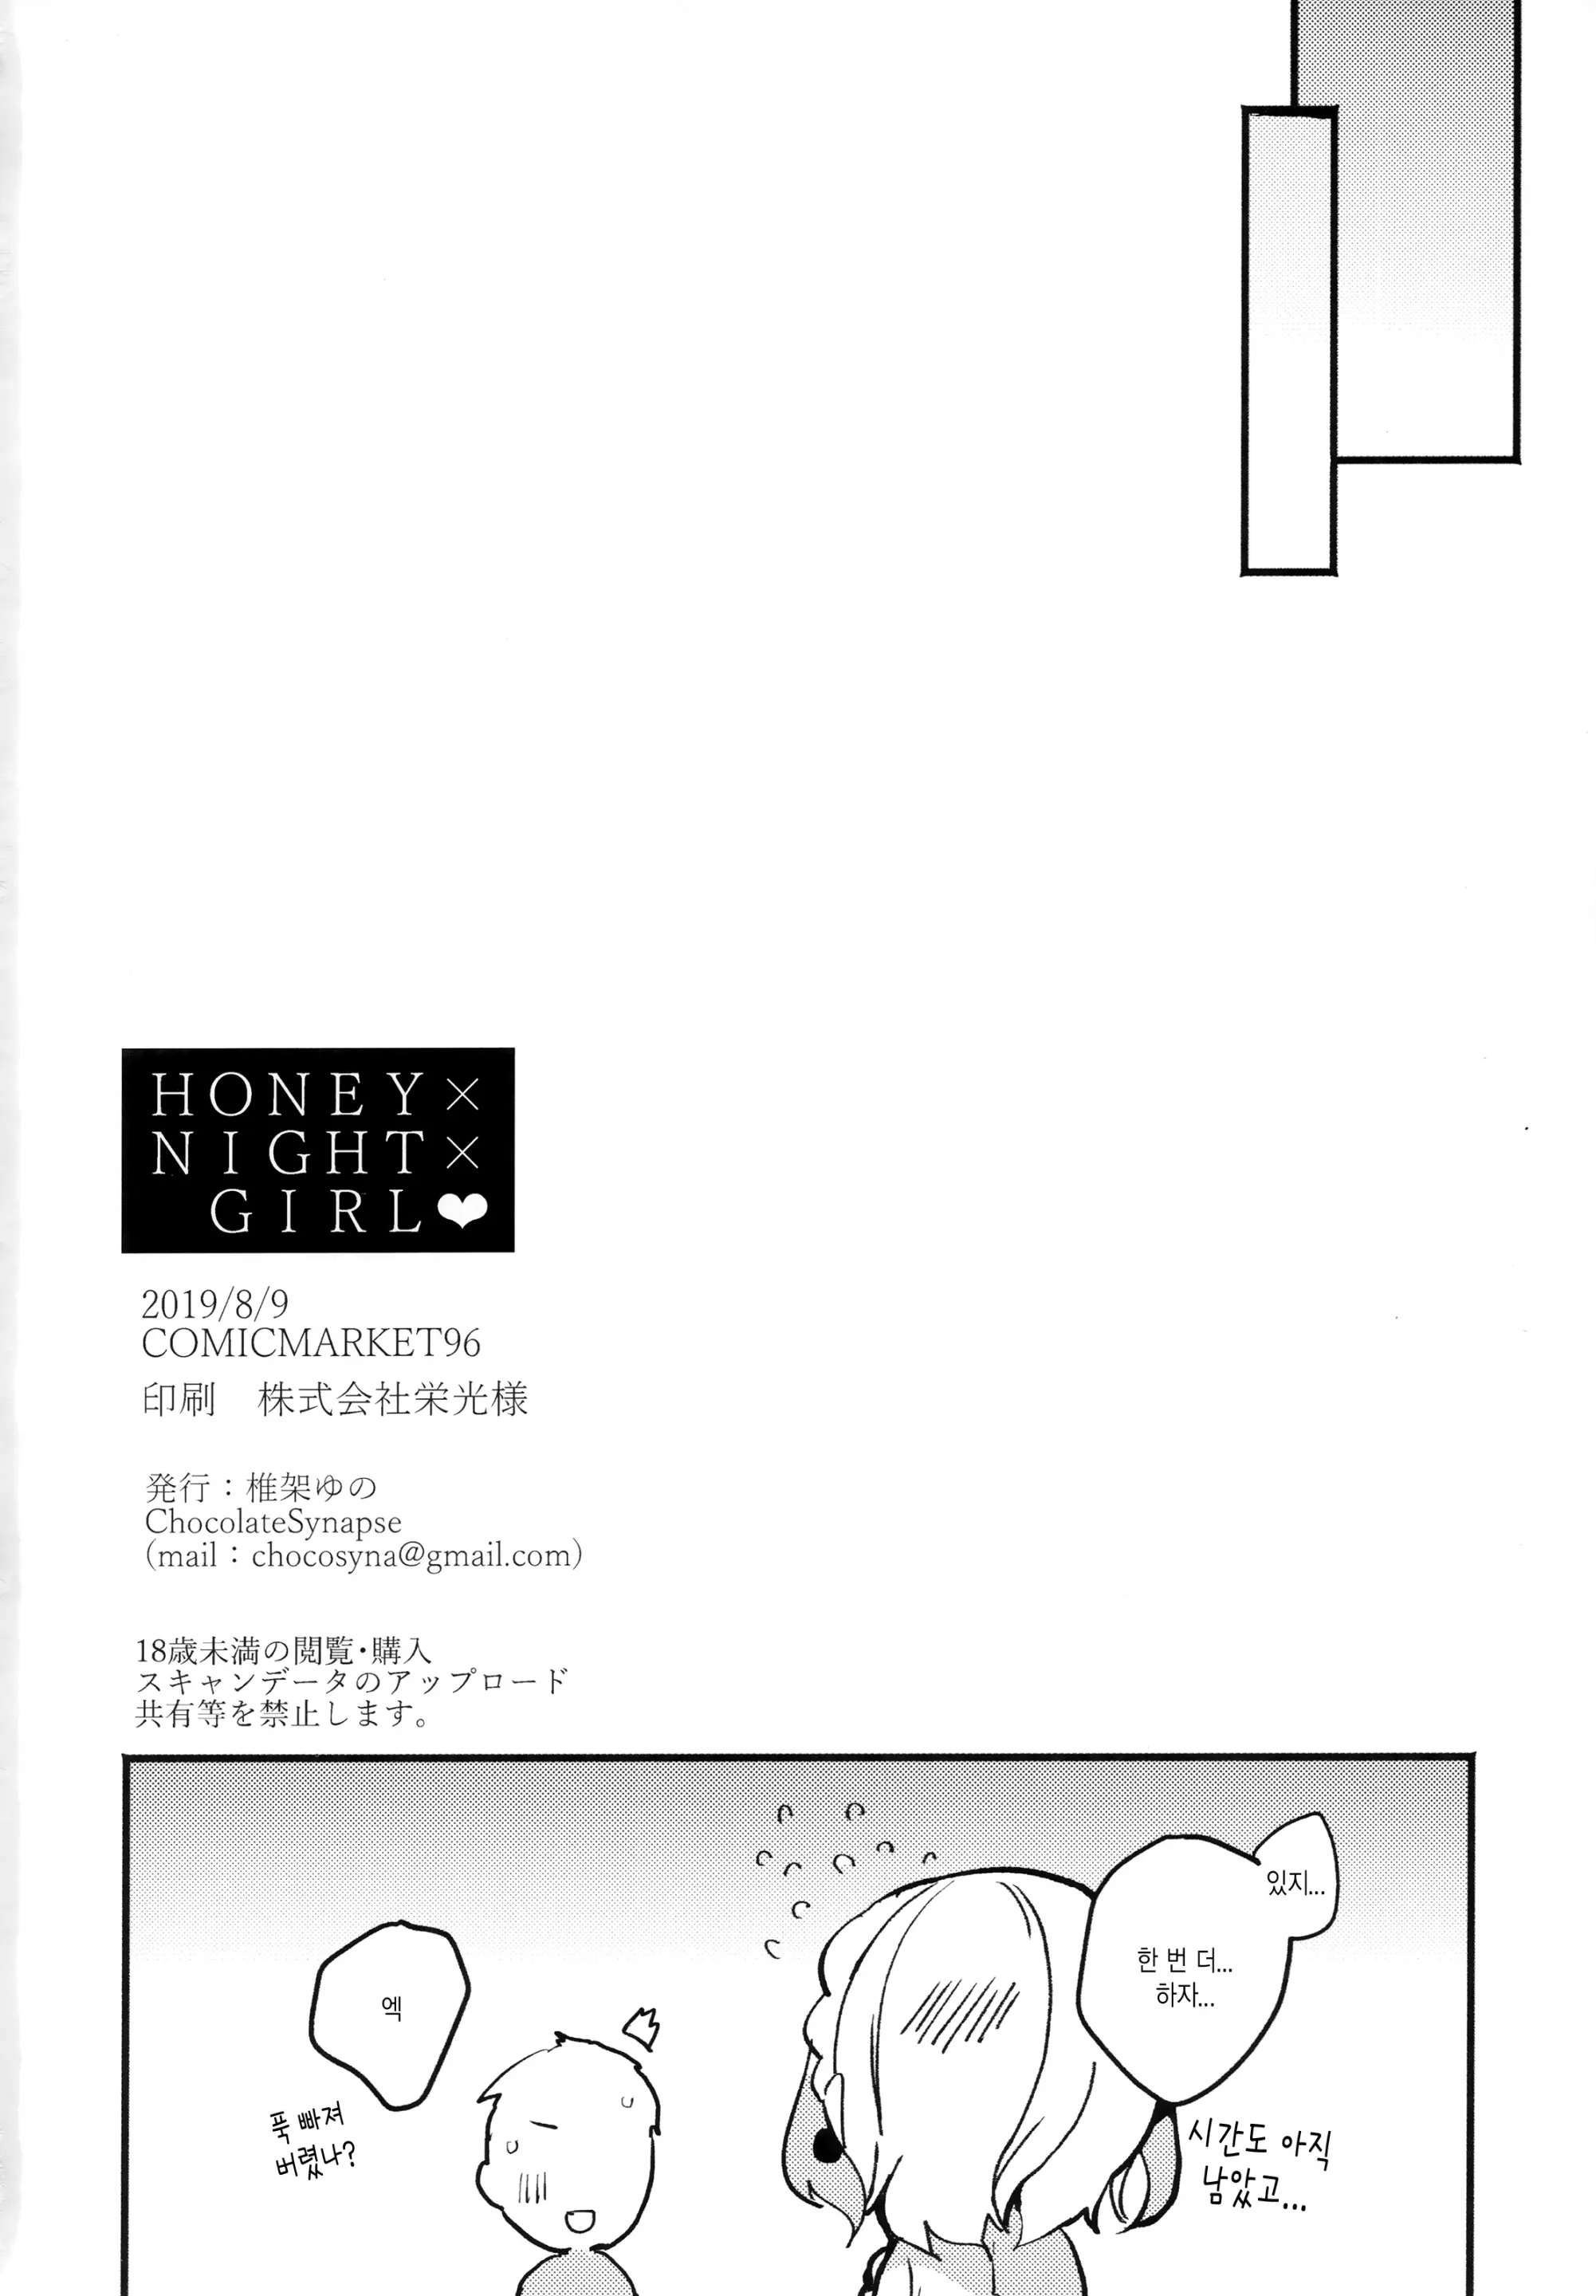 HONEY×
NIGHT×
GIRL♥
2019/8/9
COMICMARKET96
印刷　株式会社栄光様
発行：椎架ゆの
ChocolateSynapse
(mail：chocosyna@gmail.com)
18歳未満の閲覧・購入
スキャンデータのアップロード
共有等を禁止します。
있지...
한 번 더...
하자...
시간도 아직
남았고...
엑
푹 빠져
버렸나?